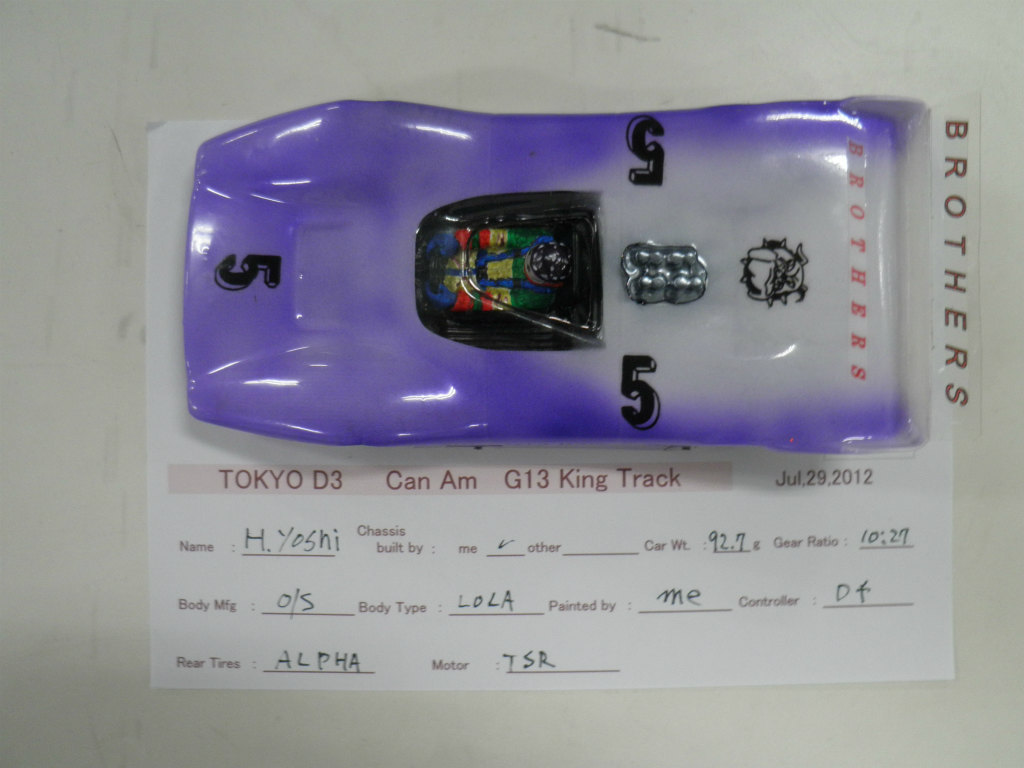 5
5
5
BROTHERS
BROTHERS
TOKYO D3 Can Am G13 King Track Jul,29,2012
Name : H.Yoshi Chassis built by : me ✓ other Car Wt. : 92.7 g Gear Ratio : 10:27
Body Mfg : O/S Body Type : LOLA Painted by : me Controller : D4
Rear Tires : ALPHA Motor : TSR